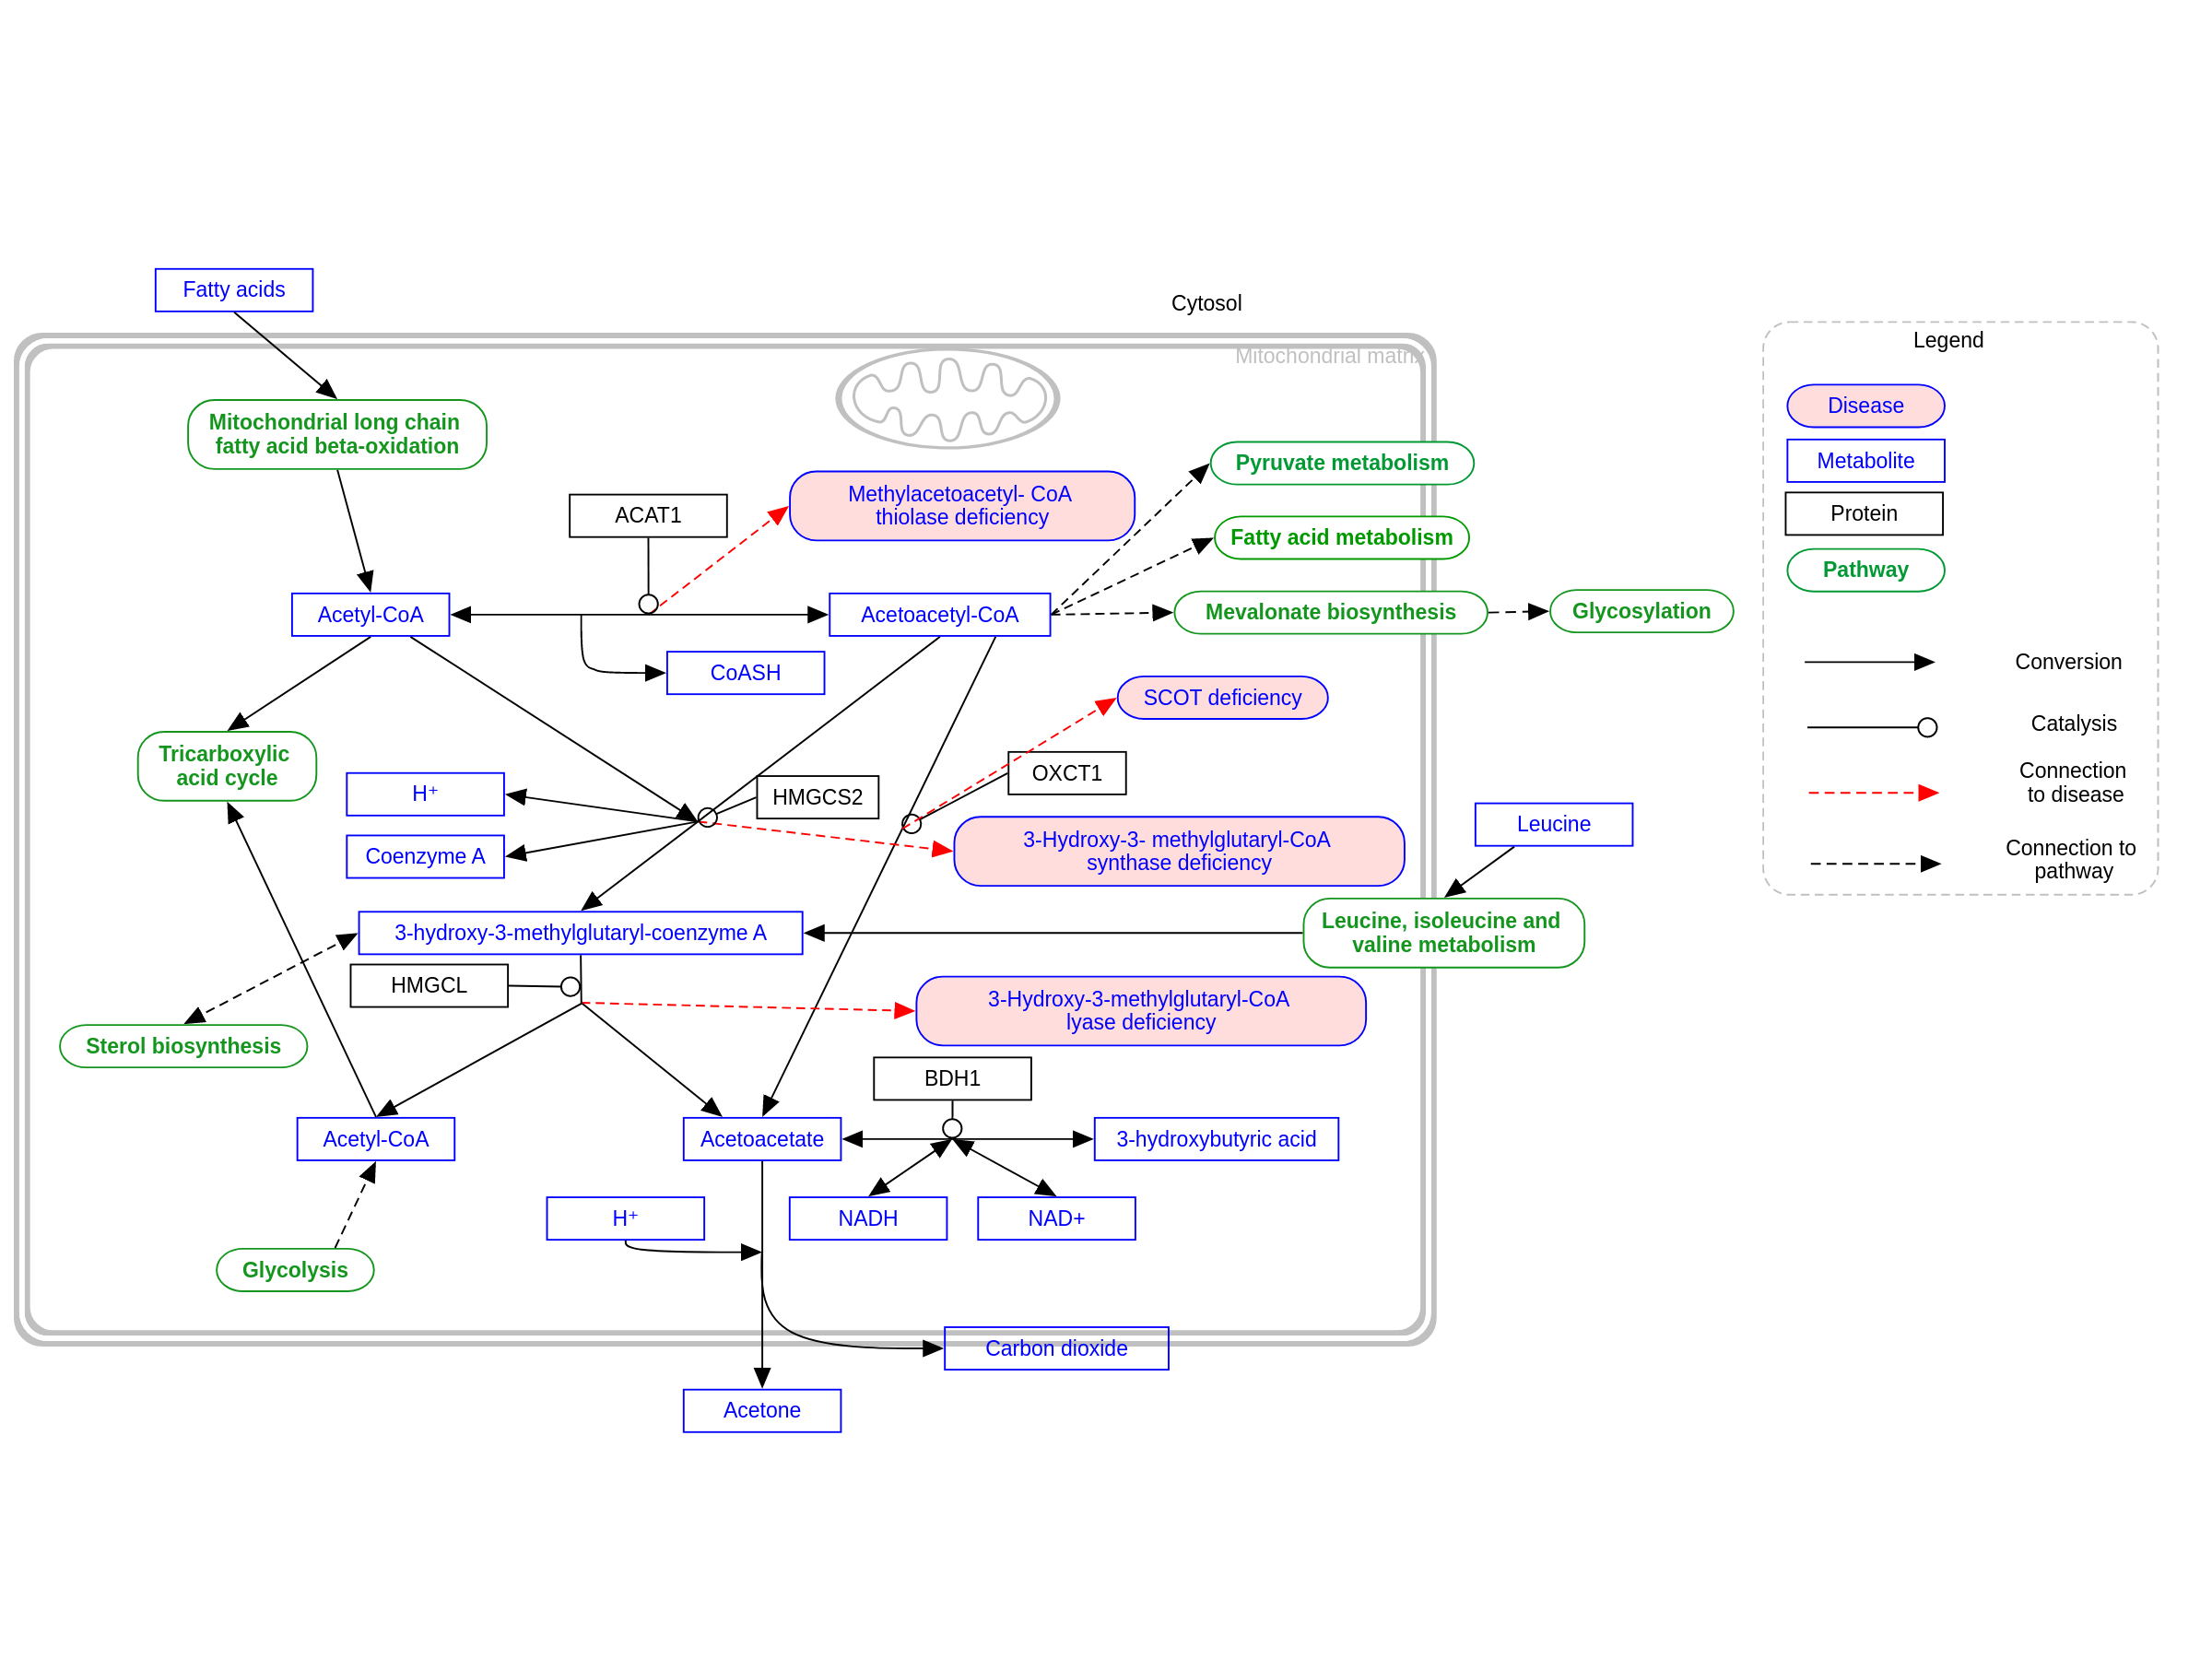 Fatty acids
Cytosol
Mitochondrial matrix
Legend
Mitochondrial long chain
fatty acid beta-oxidation
Disease
Metabolite
Protein
Pathway
Pyruvate metabolism
Methylacetoacetyl- CoA
thiolase deficiency
ACAT1
Fatty acid metabolism
Acetyl-CoA
Acetoacetyl-CoA
Mevalonate biosynthesis
Glycosylation
CoASH
Conversion
SCOT deficiency
Catalysis
Tricarboxylic
acid cycle
OXCT1
Connection
to disease
H⁺
HMGCS2
Leucine
3-Hydroxy-3- methylglutaryl-CoA
synthase deficiency
Coenzyme A
Connection to
pathway
3-hydroxy-3-methylglutaryl-coenzyme A
Leucine, isoleucine and
valine metabolism
HMGCL
3-Hydroxy-3-methylglutaryl-CoA
lyase deficiency
Sterol biosynthesis
BDH1
Acetyl-CoA
Acetoacetate
3-hydroxybutyric acid
H⁺
NADH
NAD+
Glycolysis
Carbon dioxide
Acetone